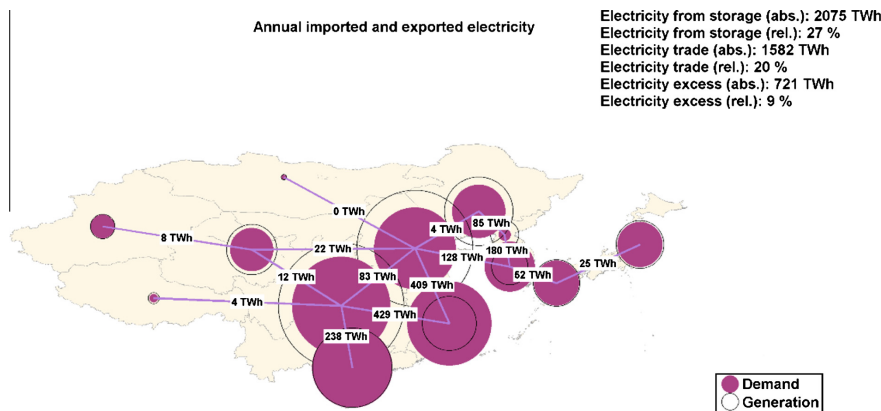 Annual imported and exported electricity
Electricity from storage (abs.): 2075 TWh
Electricity from storage (rel.): 27 %
Electricity trade (abs.): 1582 TWh
Electricity trade (rel.): 20 %
Electricity excess (abs.): 721 TWh
Electricity excess (rel.): 9 %
0 TWh
4 TWh
85 TWh
8 TWh
22 TWh
128 TWh
180 TWh
12 TWh
83 TWh
52 TWh
25 TWh
409 TWh
4 TWh
429 TWh
238 TWh
Demand
Generation